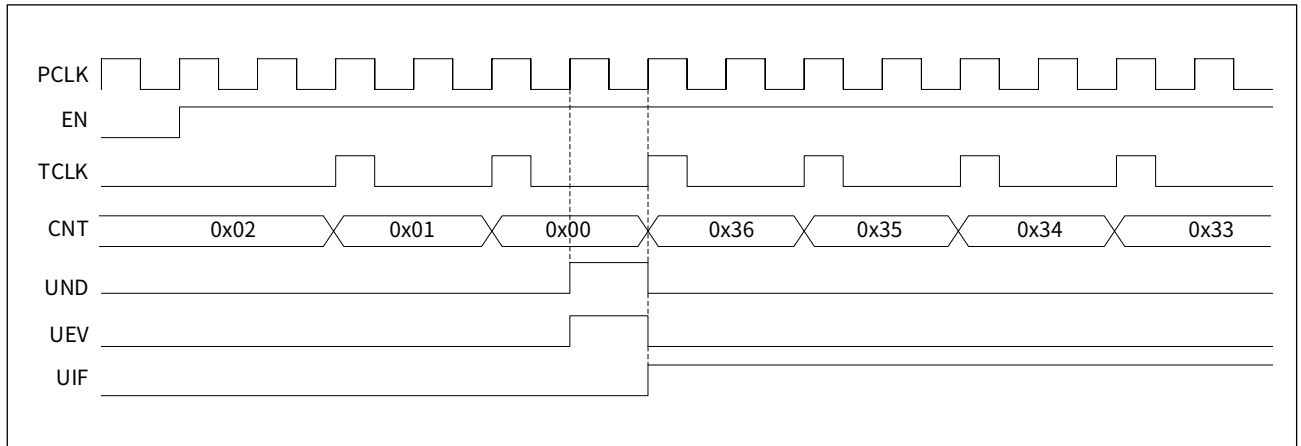 PCLK
EN
TCLK
CNT 0x02 0x01 0x00 0x36 0x35 0x34 0x33
UND
UEV
UIF